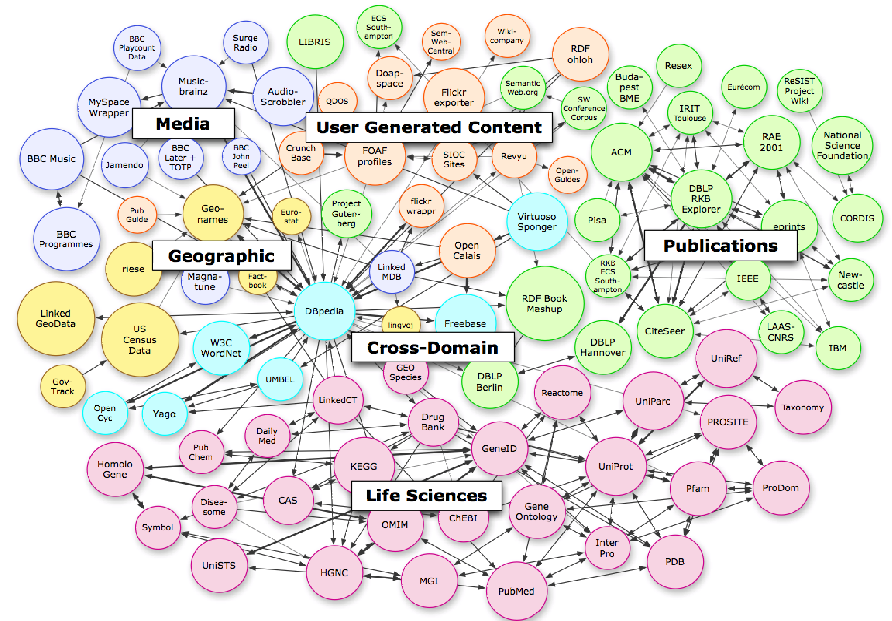 BBC
Playcount
Data
Surge
Radio
LIBRIS
ECS
South-
ampton
Sem-
Web-
Central
Wiki-
company
RDF
ohloh
Music-
brainz
Audio-
Scrobbler
QDOS
Doap-
space
Flickr
exporter
Semantic
Web.org
SW
Conference
Corpus
Buda-
pest
BME
Resex
IRIT
Toulouse
Eurécom
ReSIST
Project
Wiki
MySpace
Wrapper
Media
User Generated Content
RAE
2001
National
Science
Foundation
BBC Music
Jamendo
BBC
Later +
TOTP
BBC
John
Peel
Crunch
Base
FOAF
profiles
SIOC
Sites
Revyu
Open-
Guides
ACM
DBLP
RKB
Explorer
BBC
Programmes
Pub
Guide
Geo-
names
Euro-
stat
Project
Guten-
berg
flickr
wrappr
Virtuoso
Sponger
Pisa
eprints
CORDIS
Geographic
Open
Calais
Publications
riese
Magna-
tune
Fact-
book
Linked
MDB
RKB
ECS
South-
ampton
IEEE
New-
castle
Linked
GeoData
US
Census
Data
W3C
WordNet
DBpedia
lingvoj
Freebase
RDF Book
Mashup
DBLP
Hannover
CiteSeer
LAAS-
CNRS
IBM
Cross-Domain
Gov-
Track
Open
Cyc
Yago
UMBEL
GEO
Species
DBLP
Berlin
UniRef
LinkedCT
Reactome
UniParc
Taxonomy
Daily
Med
Pub
Chem
Drug
Bank
GeneID
PROSITE
Homolo
Gene
KEGG
UniProt
Pfam
ProDom
Life Sciences
Disea-
some
CAS
ChEBI
Gene
Ontology
Symbol
OMIM
Inter
Pro
UniSTS
HGNC
MGI
PubMed
PDB